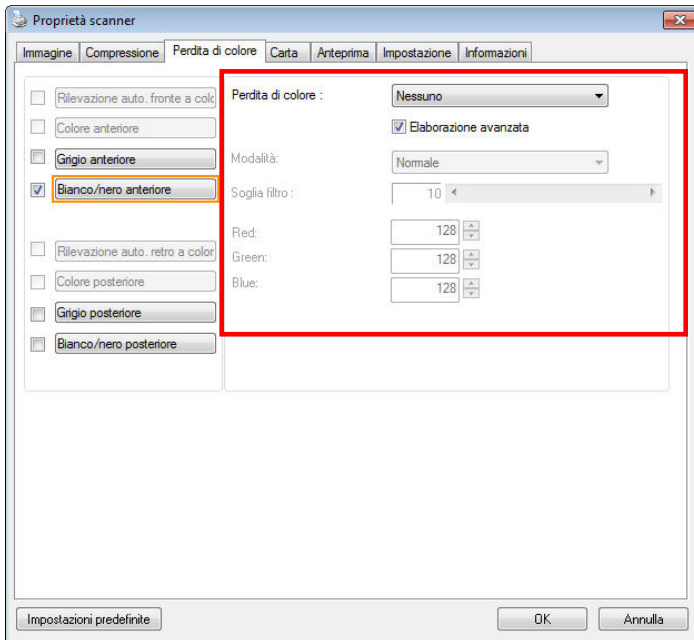 Proprietà scanner
Immagine Compressione Perdita di colore Carta Anteprima Impostazione Informazioni
Rilevazione auto. fronte a colo
Colore anteriore
Grigio anteriore
Bianco/nero anteriore
Rilevazione auto. retro a color
Colore posteriore
Grigio posteriore
Bianco/nero posteriore
Perdita di colore : Nessuno
Elaborazione avanzata
Modalità: Normale
Soglia filtro : 10
Red: 128
Green: 128
Blue: 128
Impostazioni predefinite OK Annulla